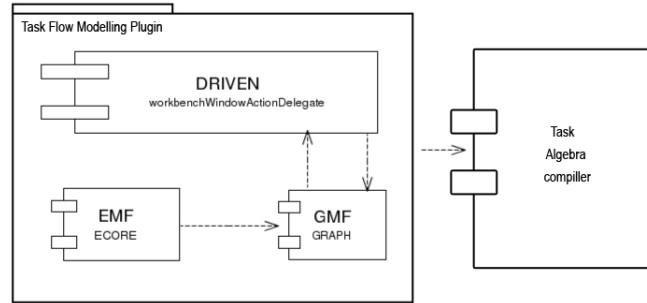 Task Flow Modelling Plugin
DRIVEN
workbenchWindowActionDelegate
EMF
ECORE
GMF
GRAPH
Task
Algebra
compiller